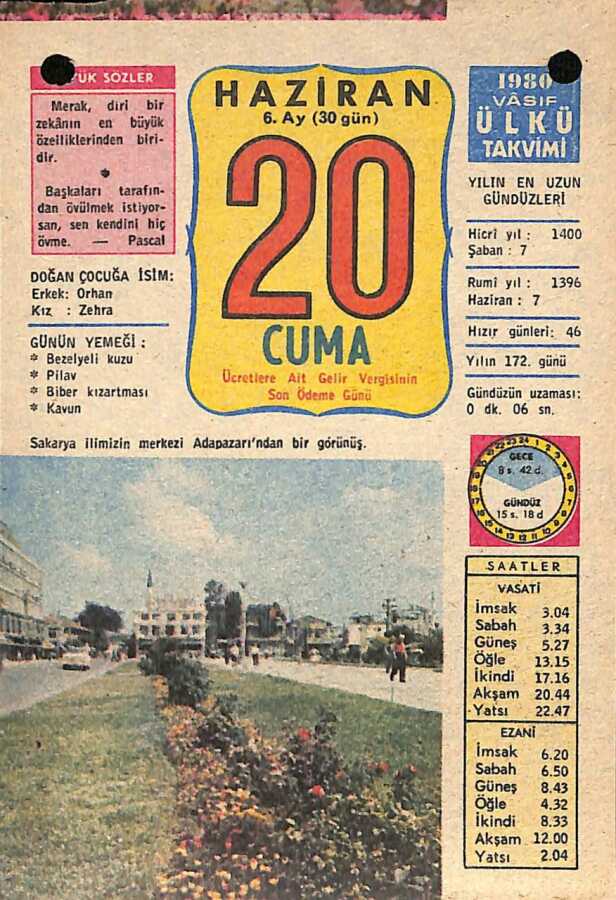 ÜK SÖZLER
Merak, diri bir
zekânın en büyük
özelliklerinden biri-
dir.
Başkaları tarafın-
dan övülmek istiyor-
san, sen kendini hiç
övme. — Pascal
DOĞAN ÇOCUĞA İSİM:
Erkek: Orhan
Kız : Zehra
GÜNÜN YEMEĞİ :
* Bezelyeli kuzu
* Pilav
* Biber kızartması
* Kavun
HAZİRAN
6. Ay (30 gün)
20
CUMA
Ücretlere Ait Gelir Vergisinin
Son Ödeme Günü
1980
VÂSIF
ÜLKÜ
TAKVİMİ
YILIN EN UZUN
GÜNDÜZLERİ
Hicrî yıl : 1400
Şaban : 7
Rumî yıl : 1396
Haziran : 7
Hızır günleri: 46
Yılın 172. günü
Gündüzün uzaması:
0 dk. 06 sn.
Sakarya ilimizin merkezi Adapazarı'ndan bir görünüş.
GECE
8 s. 42 d.
GÜNDÜZ
15 s. 18 d
SAATLER
VASATİ
İmsak 3.04
Sabah 3.34
Güneş 5.27
Öğle 13.15
İkindi 17.16
Akşam 20.44
Yatsı 22.47
EZANİ
İmsak 6.20
Sabah 6.50
Güneş 8.43
Öğle 4.32
İkindi 8.33
Akşam 12.00
Yatsı 2.04